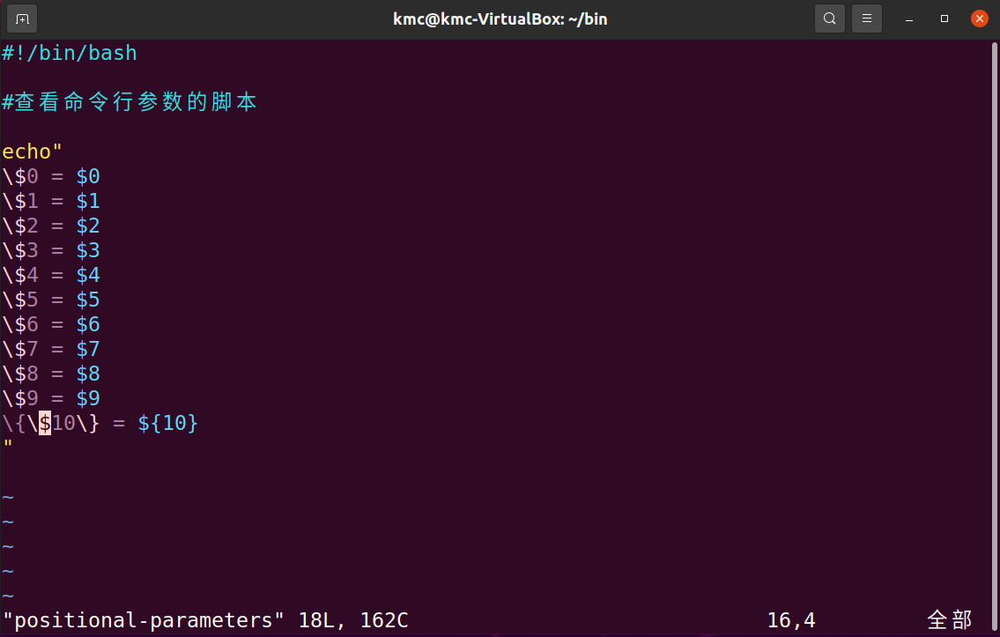 kmc@kmc-VirtualBox: ~/bin
#!/bin/bash
#查看命令行参数的脚本
echo"
\$0 = $0
\$1 = $1
\$2 = $2
\$3 = $3
\$4 = $4
\$5 = $5
\$6 = $6
\$7 = $7
\$8 = $8
\$9 = $9
\{\$10\} = ${10}
"
~
~
~
~
~
"positional-parameters" 18L, 162C 16,4 全部